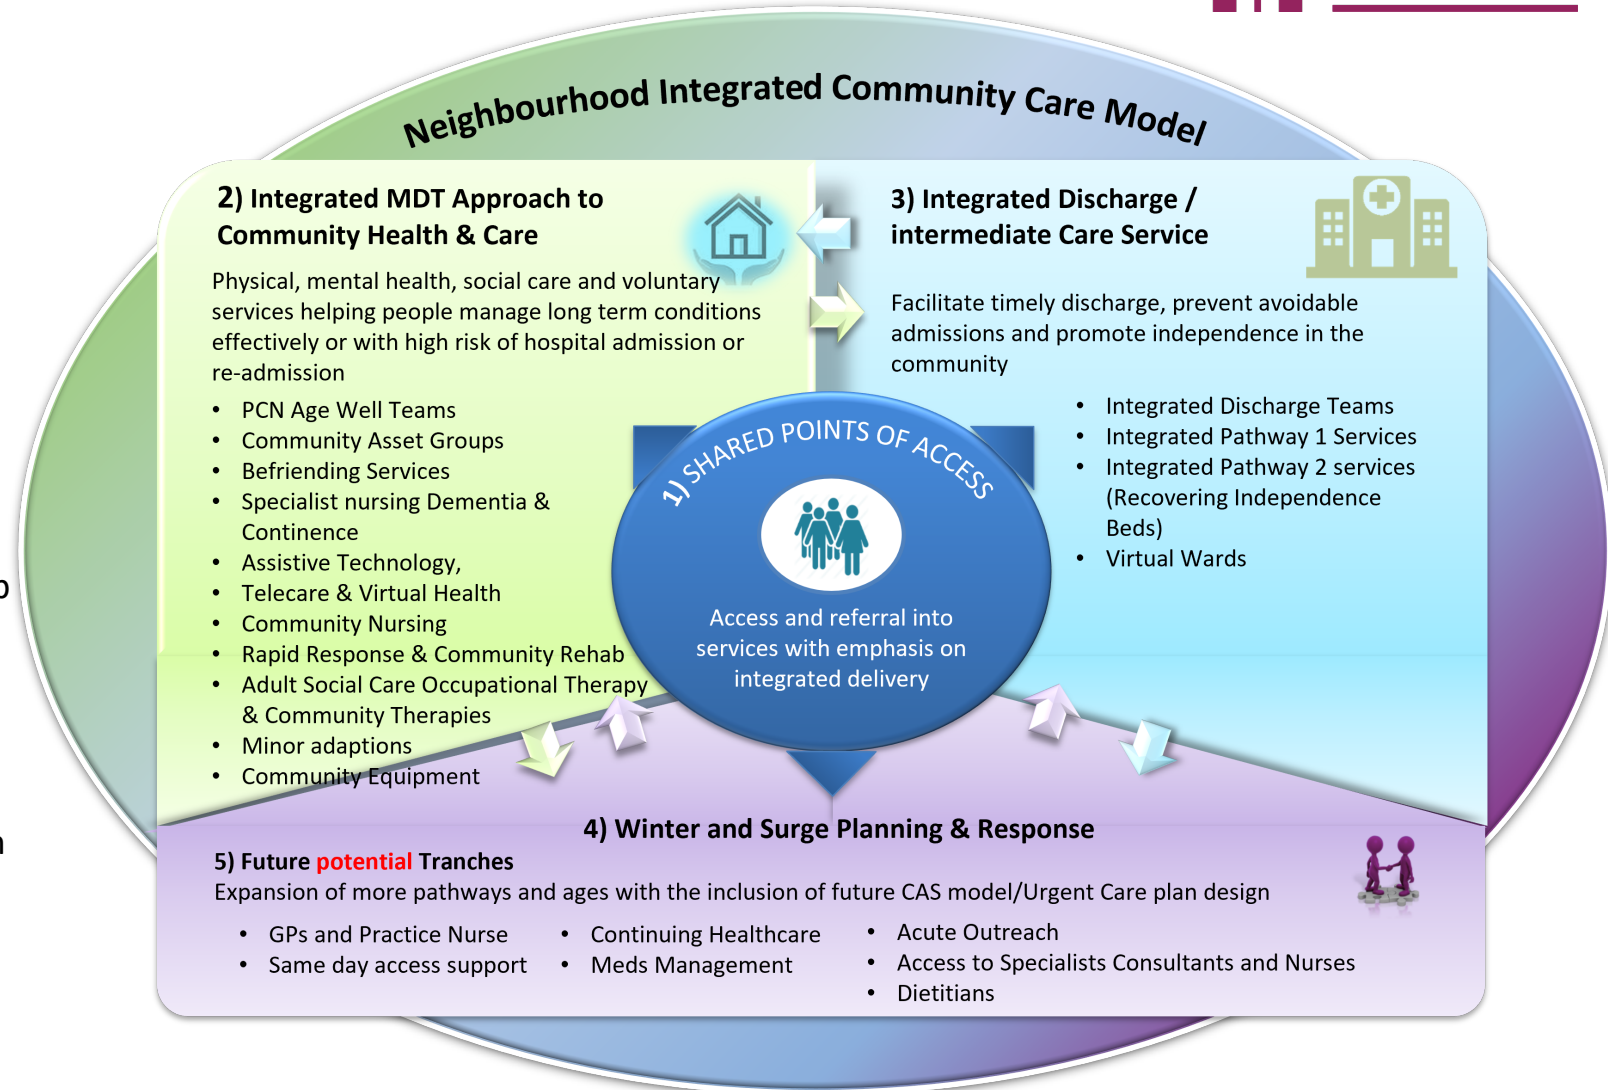 Neighbourhood Integrated Community Care Model
2) Integrated MDT Approach to
Community Health & Care
Physical, mental health, social care and voluntary
services helping people manage long term conditions
effectively or with high risk of hospital admission or
re-admission
• PCN Age Well Teams
• Community Asset Groups
• Befriending Services
• Specialist nursing Dementia &
Continence
• Assistive Technology,
• Telecare & Virtual Health
• Community Nursing
• Rapid Response & Community Rehab
• Adult Social Care Occupational Therapy
& Community Therapies
• Minor adaptions
• Community Equipment
3) Integrated Discharge /
intermediate Care Service
Facilitate timely discharge, prevent avoidable
admissions and promote independence in the
community
• Integrated Discharge Teams
• Integrated Pathway 1 Services
• Integrated Pathway 2 services
(Recovering Independence
Beds)
• Virtual Wards
1) SHARED POINTS OF ACCESS
Access and referral into
services with emphasis on
integrated delivery
4) Winter and Surge Planning & Response
5) Future potential Tranches
Expansion of more pathways and ages with the inclusion of future CAS model/Urgent Care plan design
• GPs and Practice Nurse
• Same day access support
• Continuing Healthcare
• Meds Management
• Acute Outreach
• Access to Specialists Consultants and Nurses
• Dietitians